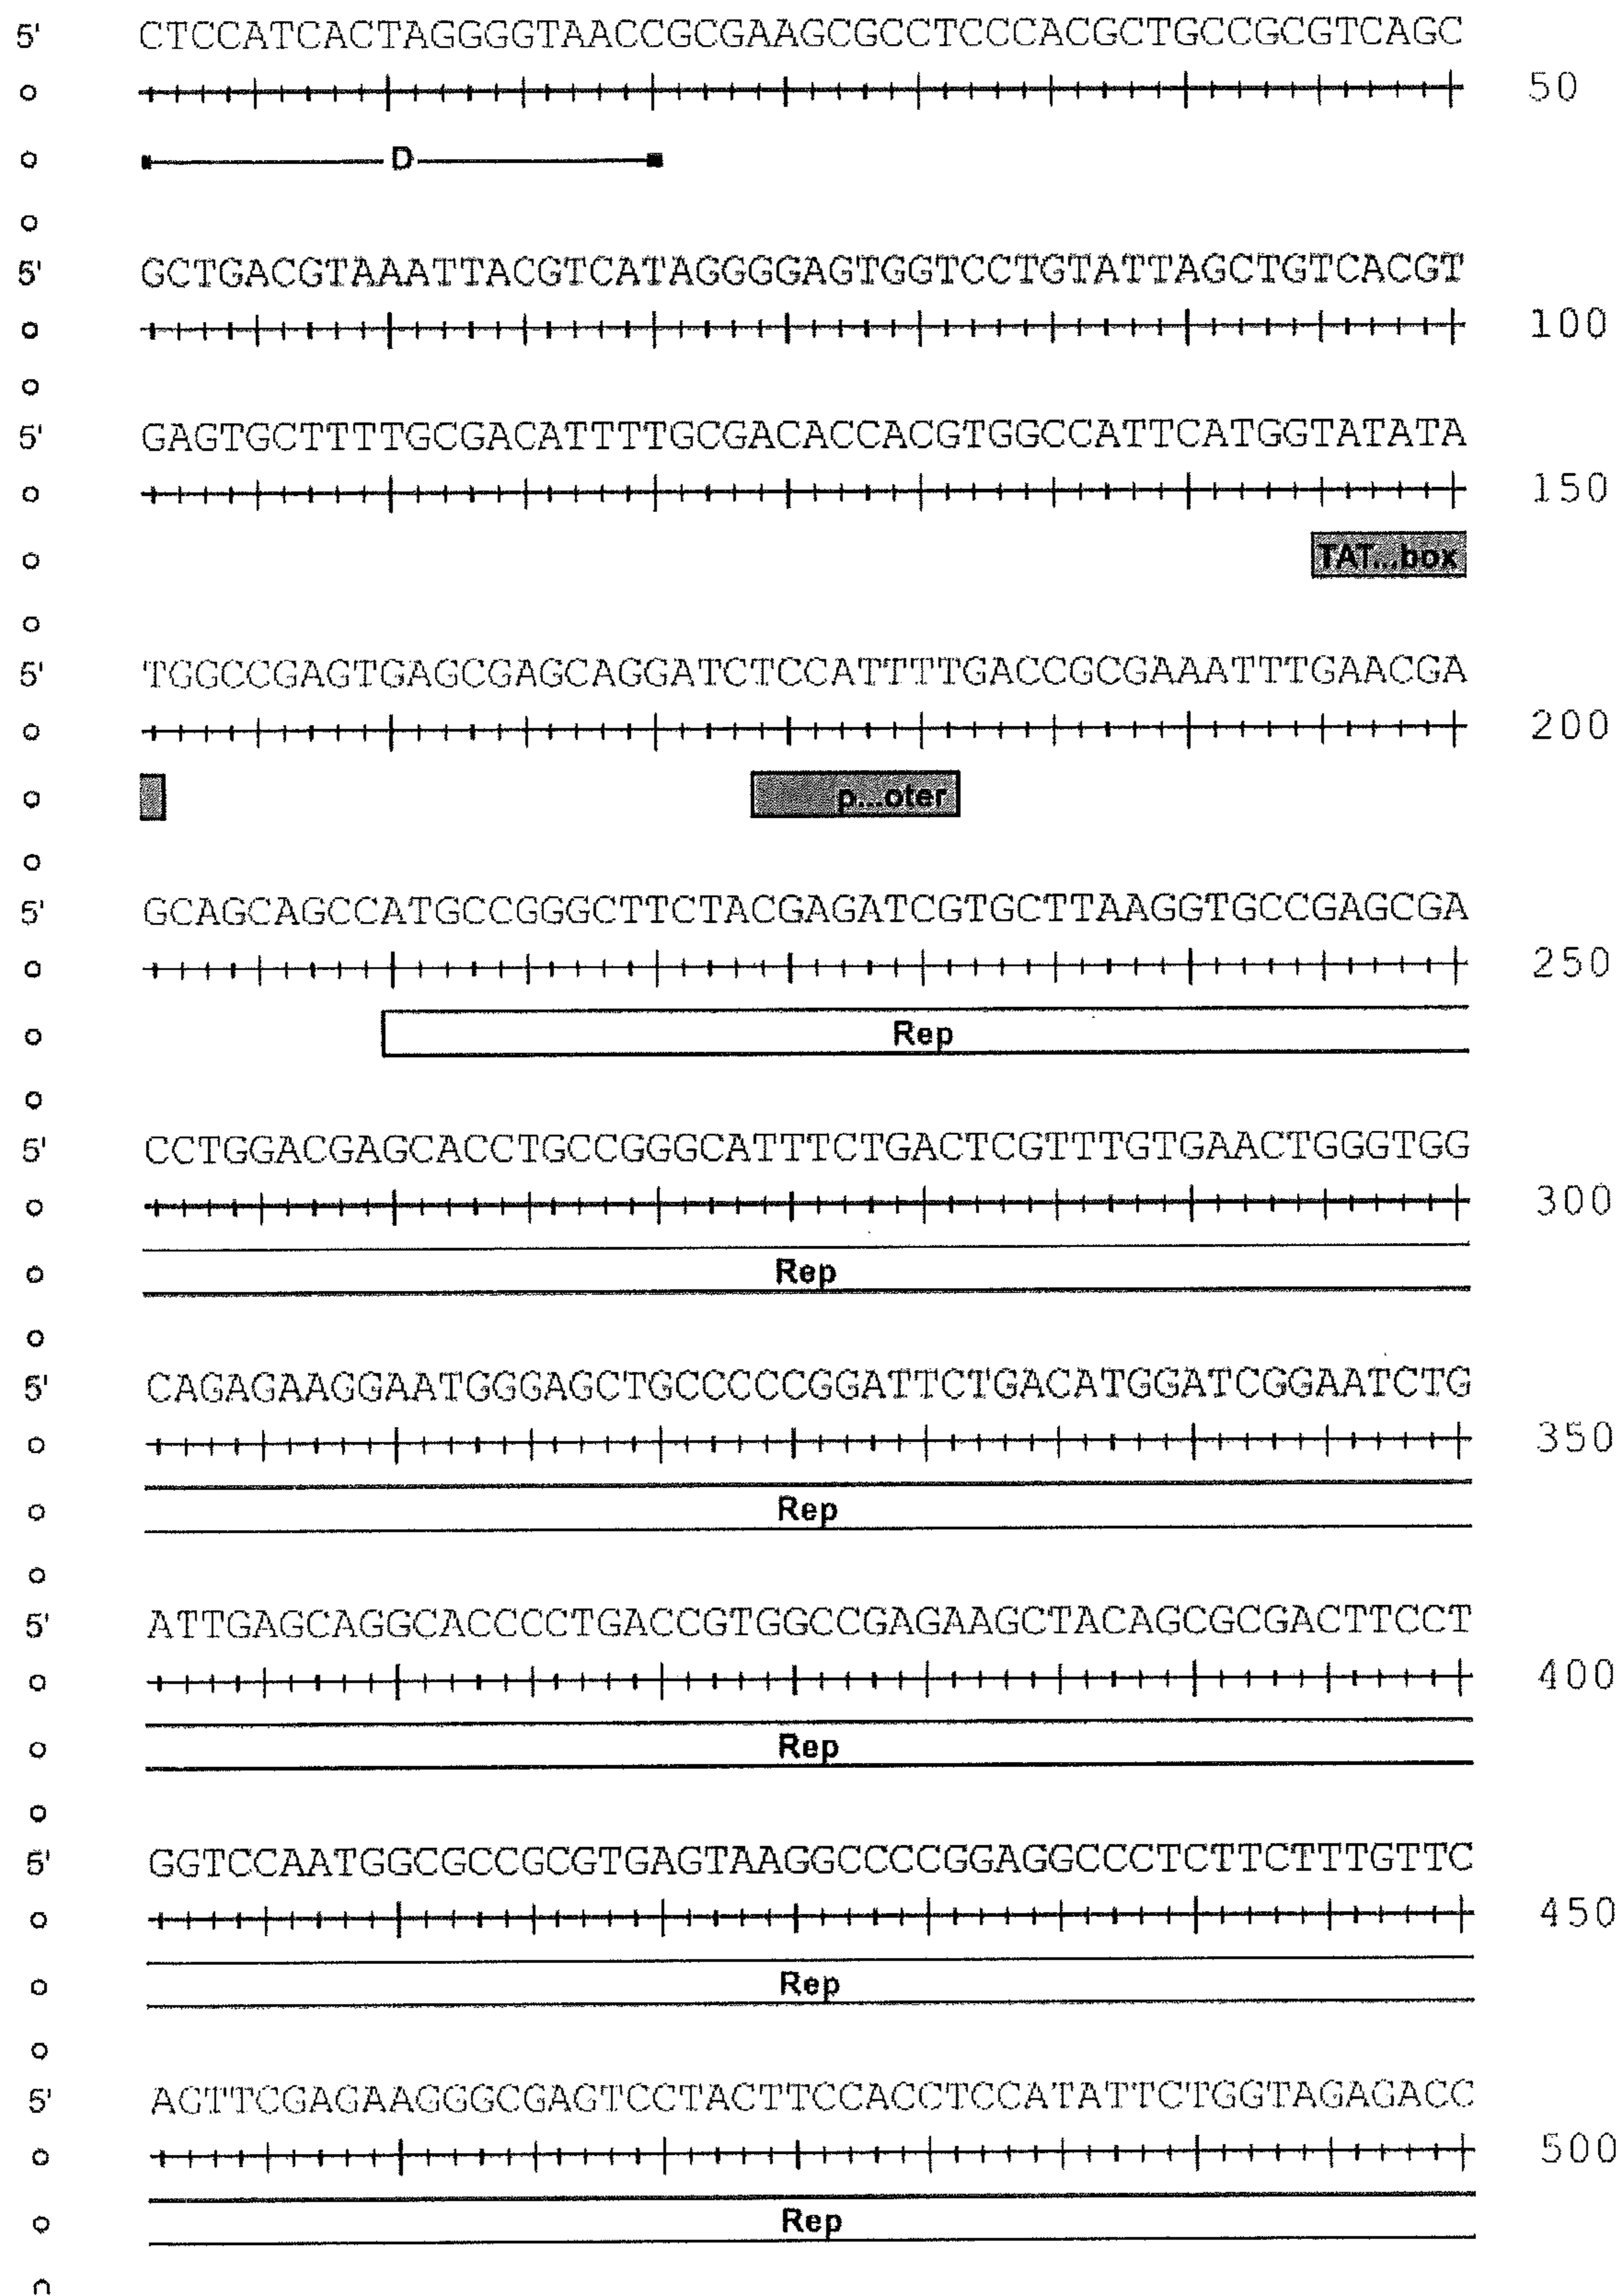 5' CTCCATCACTAGGGGGTAACCGCGAAGCGCCTCCCACGCTGCCGCGTCAGC
50
D
5' GCTGACGTAAATTACGTCATAGGGGAGTGGTCCTGTATTAGCTGTCACGT
100
5' GAGTGCTTTTGCGACATTTTGCGACACCACGTGGCCATTCATGGTATATA
150
TAT...box
5' TGGCCGAGTGAGCGAGCAGGATCTCCATTTTGACCGCGAAATTTGAACGA
200
p...oter
5' GCAGCAGCCATGCCGGGCTTCTACGAGATCGTGCTTAAGGTGCCGAGCGA
250
Rep
5' CCTGGACGAGCACCTGCCGGGCATTTCTGACTCGTTTGTGAACTGGGTGG
300
Rep
5' CAGAGAAGGAATGGGAGCTGCCCCCGGATTCTGACATGGATCGGAATCTG
350
Rep
5' ATTGAGCAGGCACCCCTGACCGTGGCCGAGAAGCTACAGCGCGACTTCCT
400
Rep
5' GGTCCAATGGCGCCGCGTGAGTAAGGCCCCGGAGGCCCTCTTCTTTGTTC
450
Rep
5' AGTTCGAGAAGGGCGAGTCCTACTTCCACCTCCATATTCTGGTAGAGACC
500
Rep